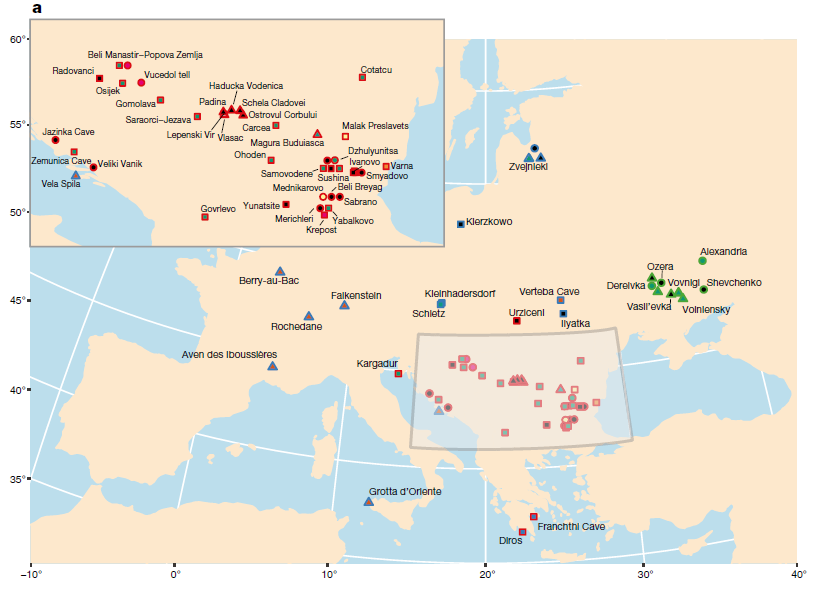 a
60°
55°
50°
45°
40°
35°
Beli Manastir–Popova Zemlja
Radovanci
Vucedol tell
Osijek
Gomolava
Saraorci–Jezava
Haducka Vodenica
Padina
Schela Cladovei
Ostrovul Corbului
Lepenski Vir
Vlasac
Carcea
Cotatcu
Malak Preslavets
Magura Buduiasca
Jazinka Cave
Zemunica Cave
Veliki Vanik
Vela Spila
Ohoden
Dzhulyunitsa
Ivanovo
Varna
Samovodene
Sushina
Smyadovo
Mednikarovo
Beli Breyag
Sabrano
Yunatsite
Govrlevo
Merichleri
Yabalkovo
Krepost
Zvejnieki
Klerzkowo
Alexandria
Ozera
Dereivka
Vovnigi
Shevchenko
Vasil'evka
Volniensky
Berry-au-Bac
Falkenstein
Kleinhadersdorf
Schletz
Verteba Cave
Urziceni
Ilyatka
Rochedane
Aven des Iboussières
Kargadur
Grotta d'Oriente
Franchthi Cave
Diros
−10°
0°
10°
20°
30°
40°